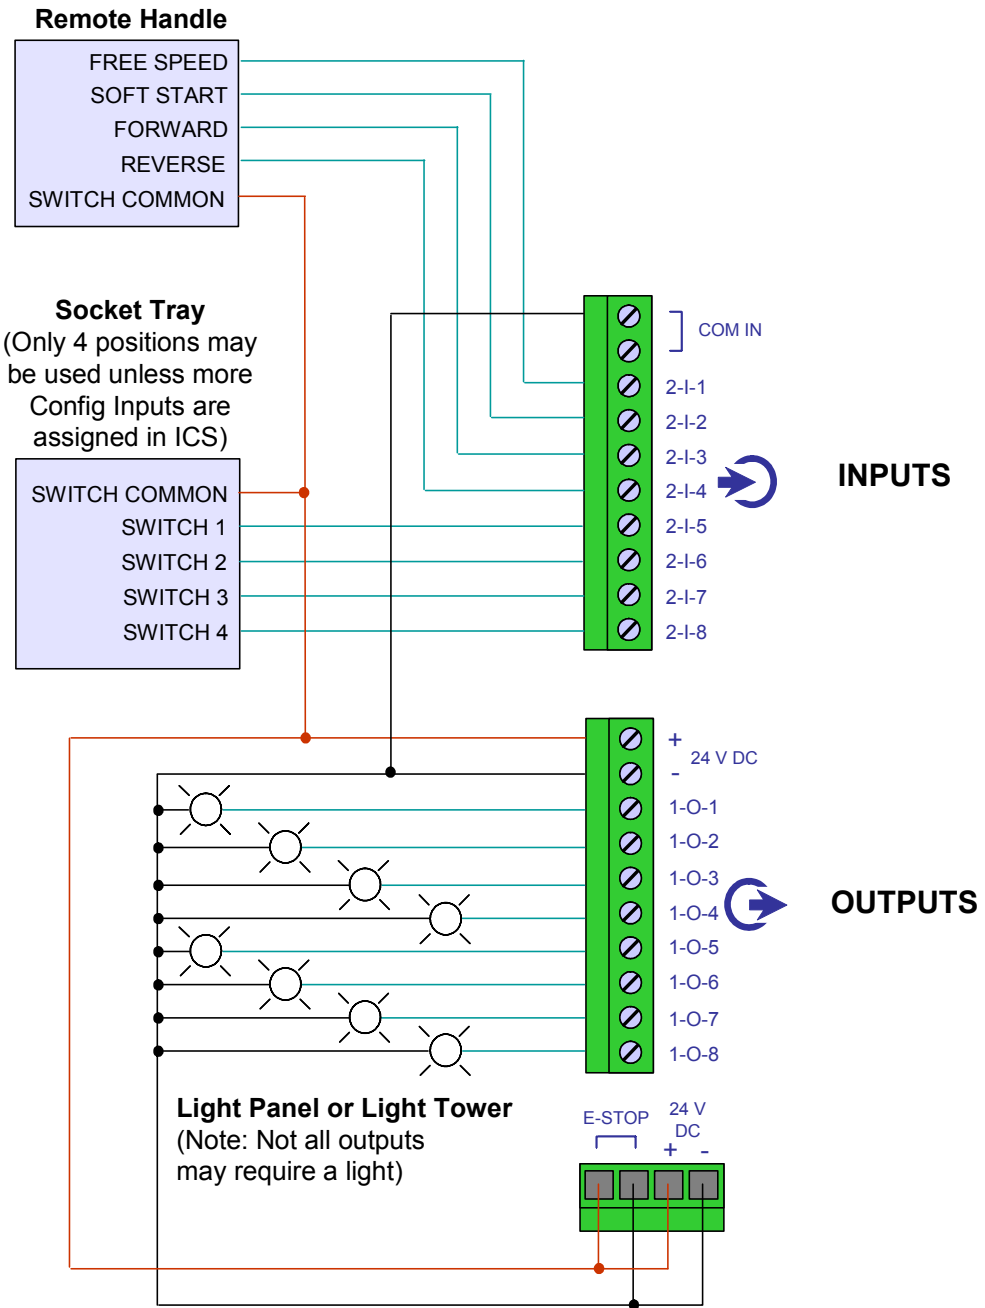 Remote Handle
FREE SPEED
SOFT START
FORWARD
REVERSE
SWITCH COMMON
Socket Tray
(Only 4 positions may
be used unless more
Config Inputs are
assigned in ICS)
SWITCH COMMON
SWITCH 1
SWITCH 2
SWITCH 3
SWITCH 4
COM IN
2-I-1
2-I-2
2-I-3
2-I-4
2-I-5
2-I-6
2-I-7
2-I-8
INPUTS
+
24 V DC
-
1-O-1
1-O-2
1-O-3
1-O-4
1-O-5
1-O-6
1-O-7
1-O-8
OUTPUTS
Light Panel or Light Tower
(Note: Not all outputs
may require a light)
E-STOP
24 V
DC
+ -